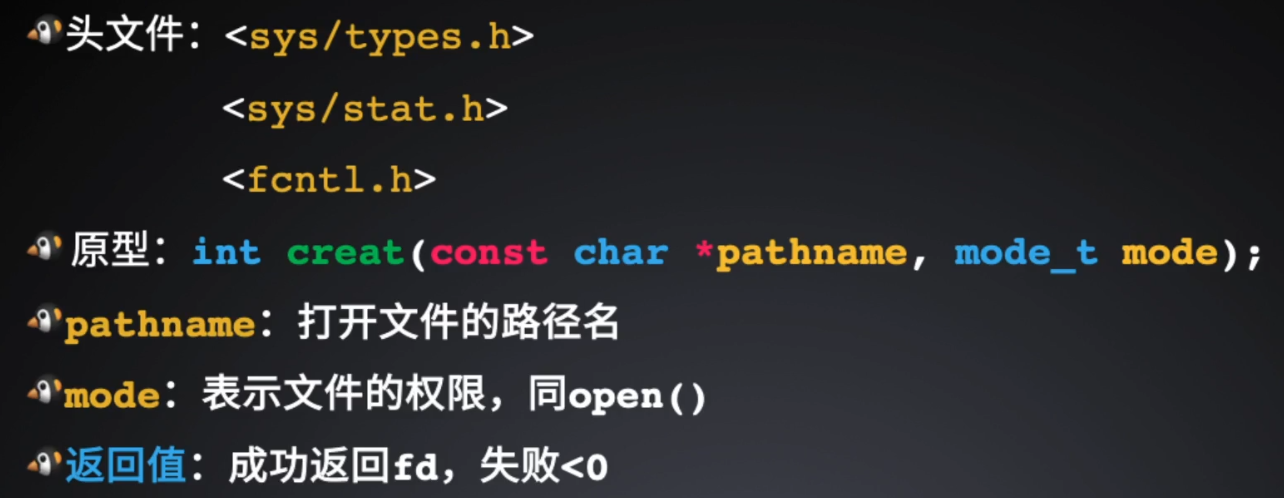 头文件：<sys/types.h>
<sys/stat.h>
<fcntl.h>
原型：int creat(const char *pathname, mode_t mode);
pathname：打开文件的路径名
mode：表示文件的权限，同open()
返回值：成功返回fd，失败<0